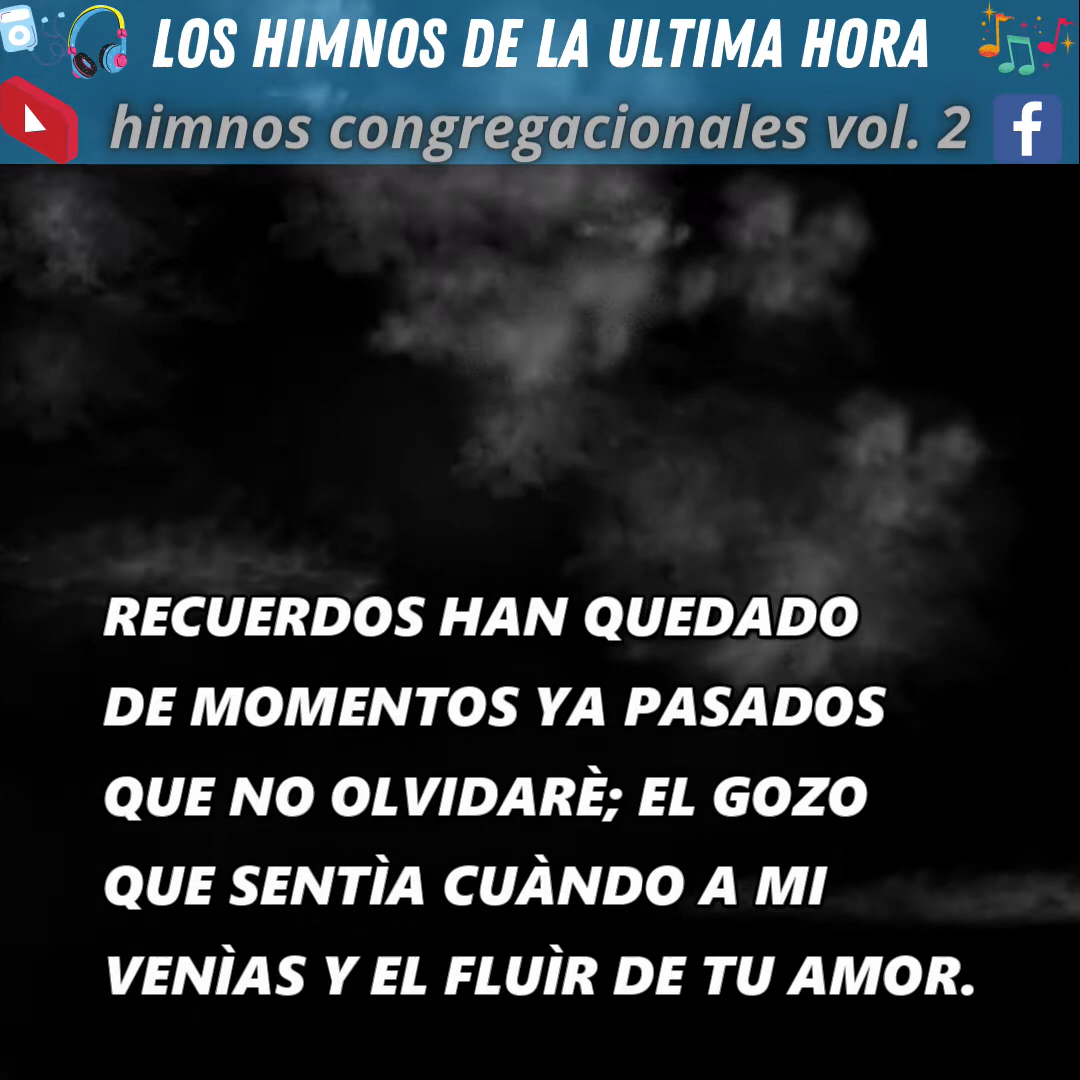 LOS HIMNOS DE LA ULTIMA HORA
himnos congregacionales vol. 2
f
RECUERDOS HAN QUEDADO
DE MOMENTOS YA PASADOS
QUE NO OLVIDARÈ; EL GOZO
QUE SENTÌA CUÀNDO A MI
VENÌAS Y EL FLUÌR DE TU AMOR.